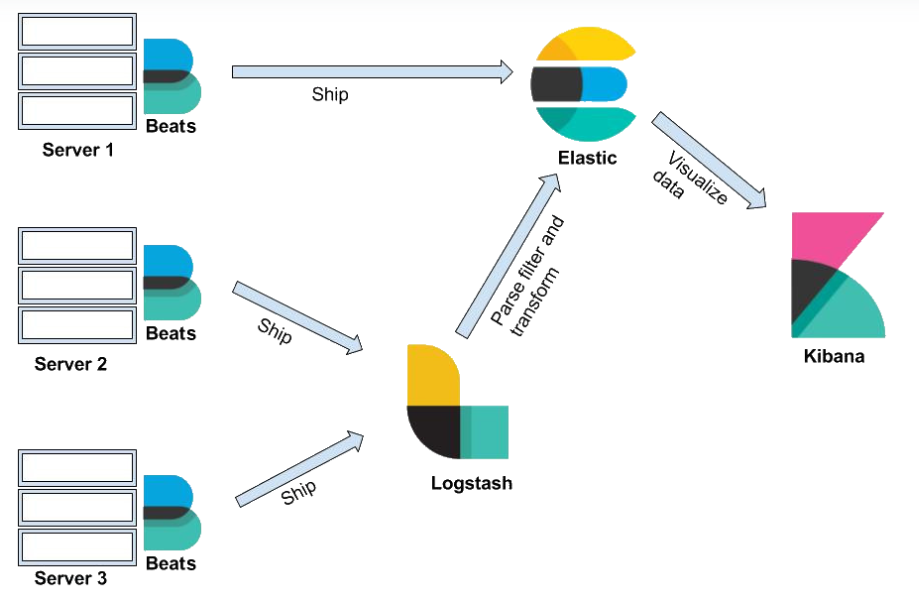 Beats
Server 1
Ship
Elastic
Visualize
data
Parse filter and
transform
Beats
Server 2
Ship
Kibana
Logstash
Ship
Beats
Server 3